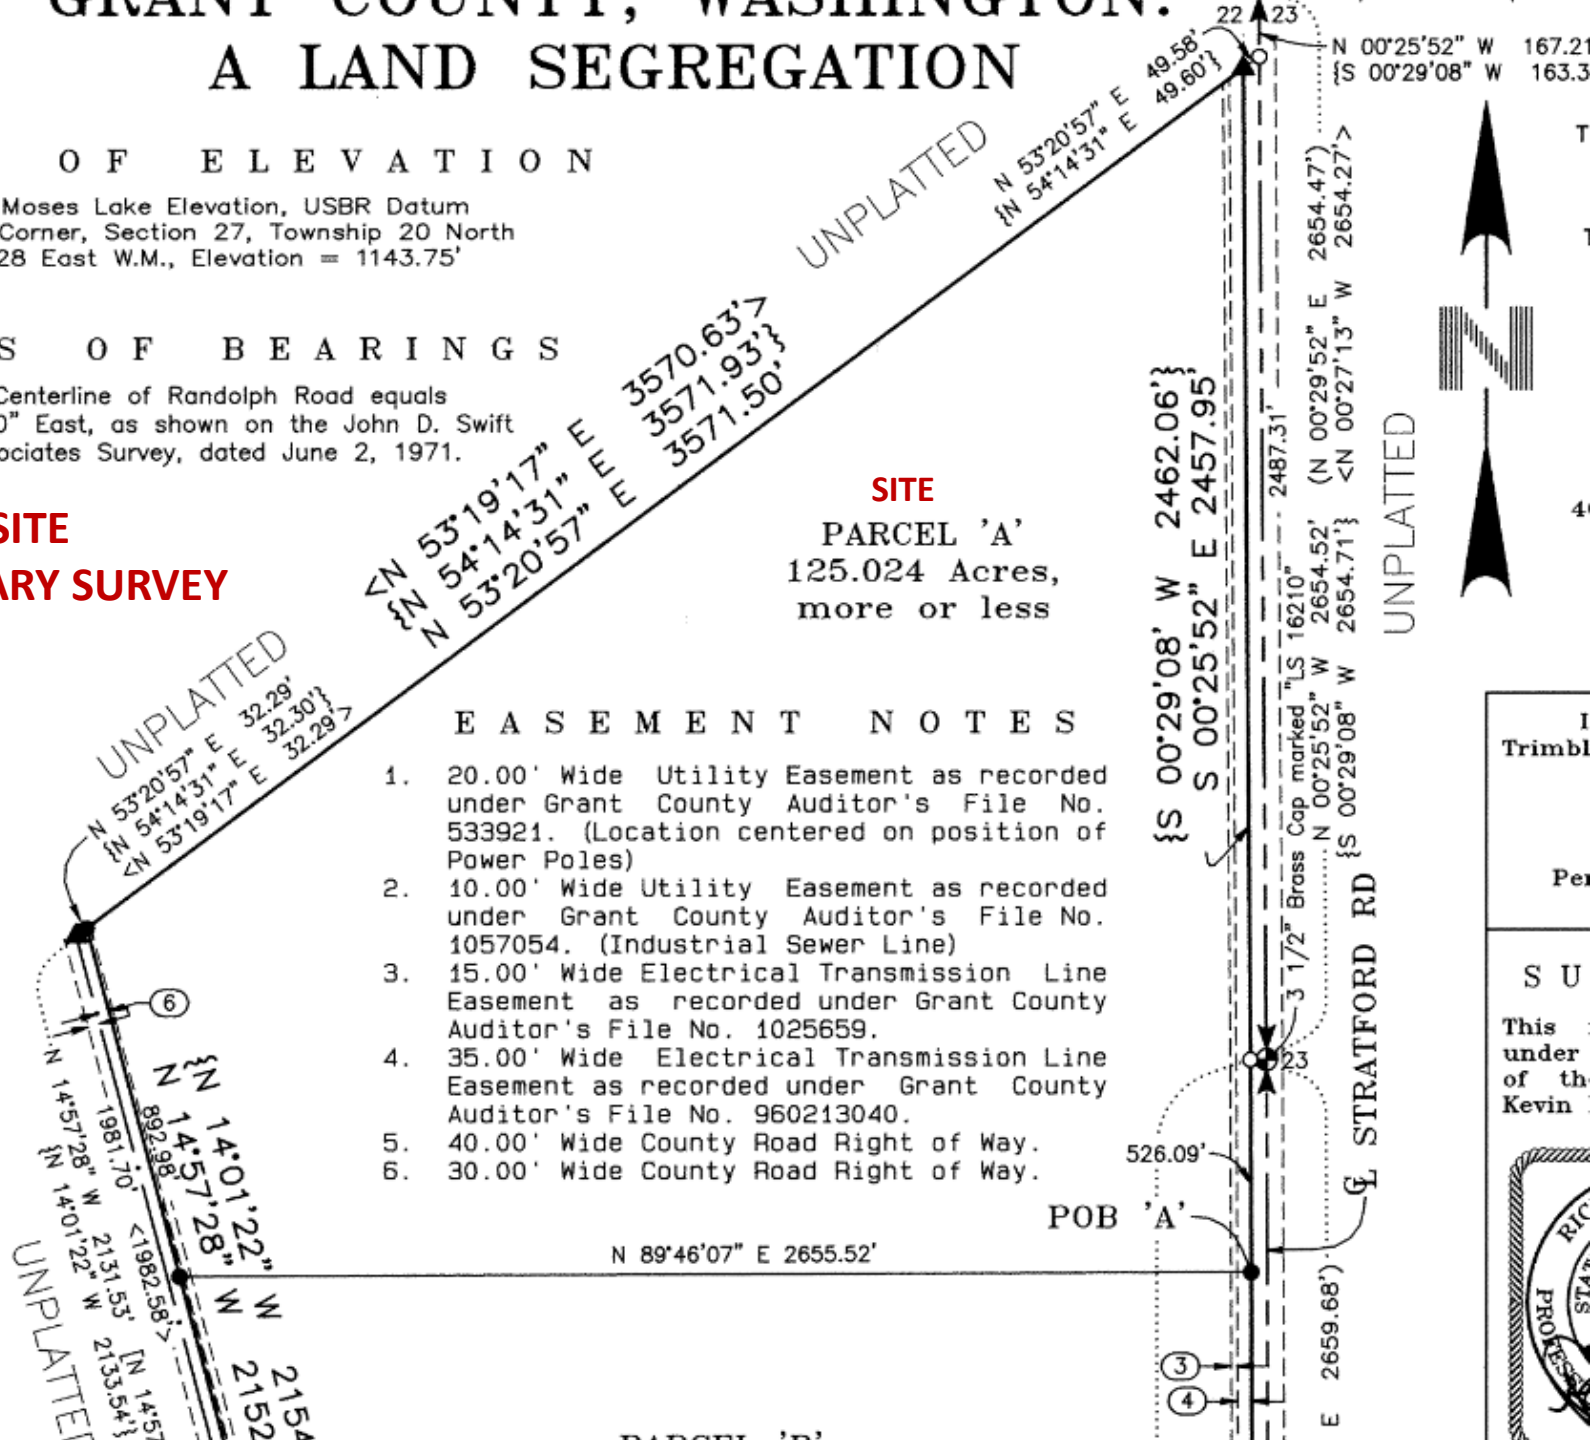 GRANT COUNTY, WASHINGTON.
A LAND SEGREGATION
22 23
N 00°25'52" W 167.21
{S 00°29'08" W 163.3
49.58'
49.60'}
N 53°20'57" E
{N 54°14'31" E
UNPLATTED
OF ELEVATION
Moses Lake Elevation, USBR Datum
Corner, Section 27, Township 20 North
28 East W.M., Elevation = 1143.75'
S OF BEARINGS
Centerline of Randolph Road equals
0" East, as shown on the John D. Swift
ociates Survey, dated June 2, 1971.
SITE
ARY SURVEY
<N 53°19'17" E 3570.63'>
{N 54°14'31" E 3571.93'}
N 53°20'57" E 3571.50'
SITE
PARCEL 'A'
125.024 Acres,
more or less
{S 00°29'08" W 2462.06'}
S 00°25'52" E 2457.95'
2487.31'
(N 00°29'52" E 2654.47')
<N 00°27'13" W 2654.27'>
N 00°25'52" W 2654.52'
{S 00°29'08" W 2654.71'}
3 1/2" Brass Cap marked "LS 16210"
UNPLATTED
N
T
T
40
UNPLATTED
N 53°20'57" E 32.29'
{N 54°14'31" E 32.30'}
<N 53°19'17" E 32.29'>
EASEMENT NOTES
1. 20.00' Wide Utility Easement as recorded
under Grant County Auditor's File No.
533921. (Location centered on position of
Power Poles)
2. 10.00' Wide Utility Easement as recorded
under Grant County Auditor's File No.
1057054. (Industrial Sewer Line)
3. 15.00' Wide Electrical Transmission Line
Easement as recorded under Grant County
Auditor's File No. 1025659.
4. 35.00' Wide Electrical Transmission Line
Easement as recorded under Grant County
Auditor's File No. 960213040.
5. 40.00' Wide County Road Right of Way.
6. 30.00' Wide County Road Right of Way.
I
Trimbl
Per
S U
This
under
of th
Kevin
6
23
CL STRATFORD RD
526.09'
POB 'A'
N 89°46'07" E 2655.52'
{N 14°01'22" W 2154
N 14°57'28" W 2152
892.98'
1981.70'
<1982.58'>
N 14°57'28" W 2131.53'
{N 14°01'22" W 2133.54'}
[N 14°57
UNPLATTED
3
4
E 2659.68')
E
RIC
STAT
PROFESS
PARCEL 'B'